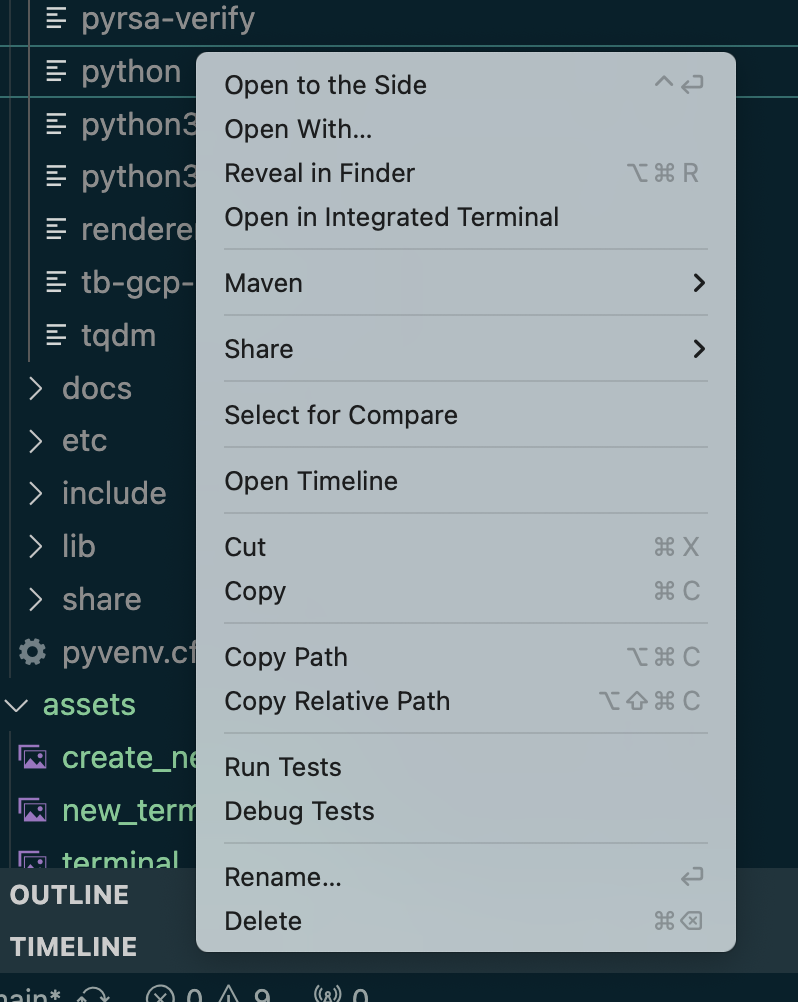 pyrsa-verify
python
Open to the Side ^ ⏎
Open With...
python3
Reveal in Finder ⌥ ⌘ R
python3
Open in Integrated Terminal
rendere
Maven
tb-gcp-
Share
tqdm
docs
Select for Compare
etc
Open Timeline
include
Cut ⌘ X
lib
Copy ⌘ C
share
Copy Path ⌥ ⌘ C
pyvenv.cf
Copy Relative Path ⌥ ⇧ ⌘ C
assets
Run Tests
create_ne
Debug Tests
new_term
terminal
Rename... ⏎
OUTLINE
Delete ⌘ ⌫
TIMELINE
main* 0 9 0